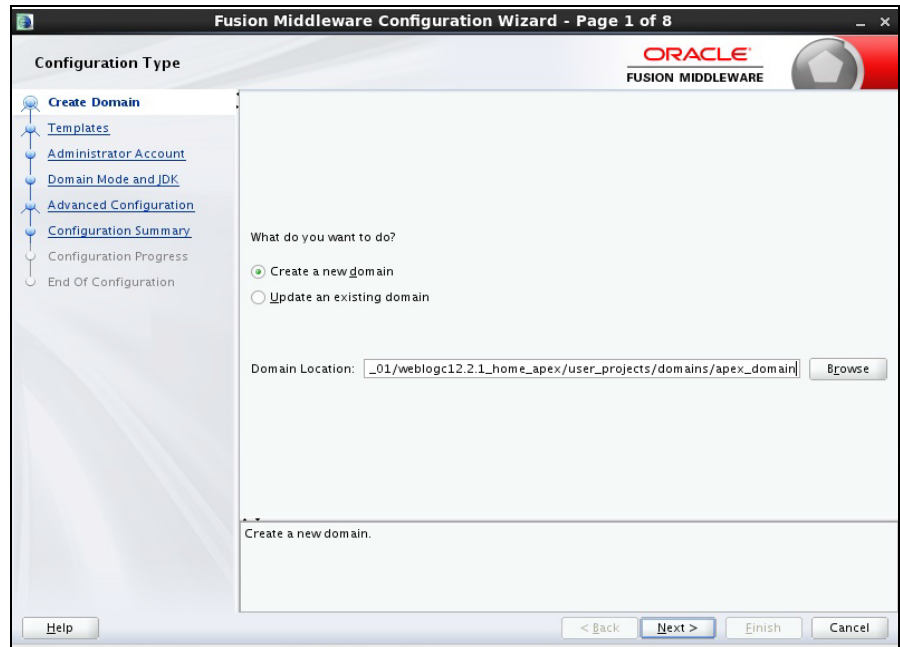 Fusion Middleware Configuration Wizard - Page 1 of 8
Configuration Type
ORACLE
FUSION MIDDLEWARE
Create Domain
Templates
Administrator Account
Domain Mode and JDK
Advanced Configuration
Configuration Summary
Configuration Progress
End Of Configuration
What do you want to do?
Create a new domain
Update an existing domain
Domain Location: _01/weblogc12.2.1_home_apex/user_projects/domains/apex_domain Browse
Create a new domain.
Help < Back Next > Finish Cancel